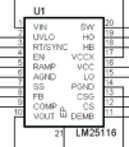 U1
1 VIN SW 20
2 UVLO HO 19
3 RT/SYNC HB 18
4 EN VCCX 17
5 RAMP VCC 16
6 AGND LO 15
7 SS PGND 14
8 FB CSG 13
9 COMP CS 12
10 VOUT DEMB 11
EP
21 LM25116